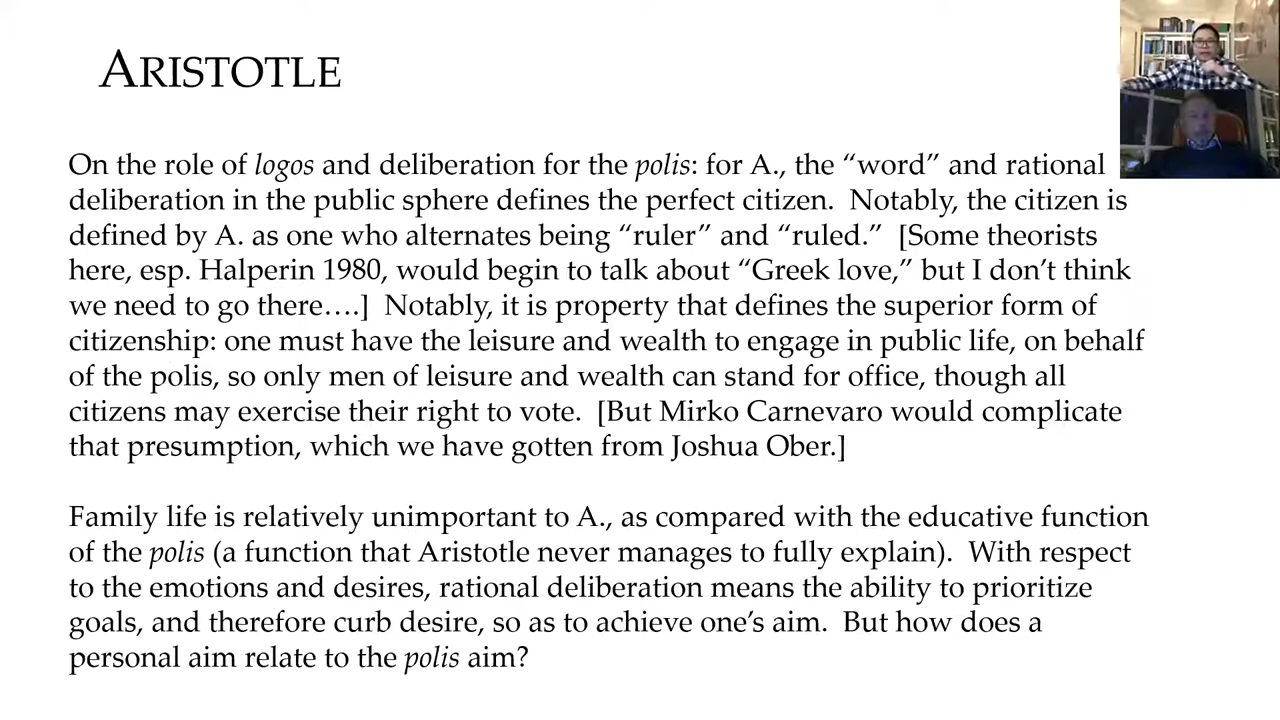 ARISTOTLE
On the role of logos and deliberation for the polis: for A., the “word” and rational
deliberation in the public sphere defines the perfect citizen.  Notably, the citizen is
defined by A. as one who alternates being “ruler” and “ruled.”  [Some theorists
here, esp. Halperin 1980, would begin to talk about “Greek love,” but I don’t think
we need to go there….]  Notably, it is property that defines the superior form of
citizenship: one must have the leisure and wealth to engage in public life, on behalf
of the polis, so only men of leisure and wealth can stand for office, though all
citizens may exercise their right to vote.  [But Mirko Carnevaro would complicate
that presumption, which we have gotten from Joshua Ober.]
Family life is relatively unimportant to A., as compared with the educative function
of the polis (a function that Aristotle never manages to fully explain).  With respect
to the emotions and desires, rational deliberation means the ability to prioritize
goals, and therefore curb desire, so as to achieve one’s aim.  But how does a
personal aim relate to the polis aim?